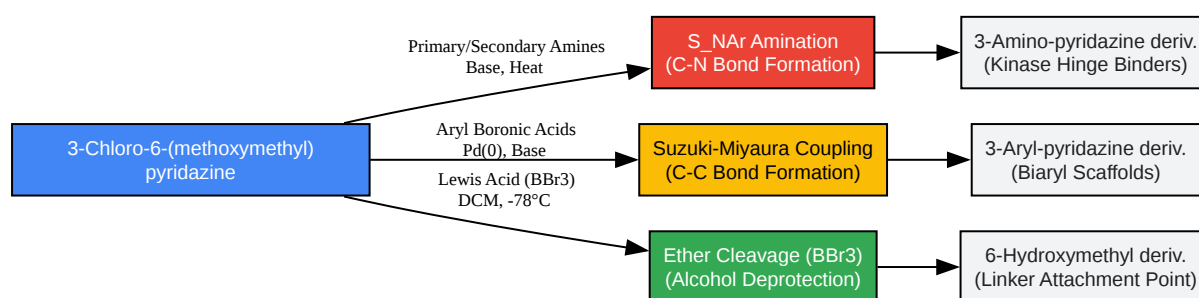 3-Chloro-6-(methoxymethyl)
pyridazine
Primary/Secondary Amines
Base, Heat
S_NAr Amination
(C-N Bond Formation)
3-Amino-pyridazine deriv.
(Kinase Hinge Binders)
Aryl Boronic Acids
Pd(0), Base
Suzuki-Miyaura Coupling
(C-C Bond Formation)
3-Aryl-pyridazine deriv.
(Biaryl Scaffolds)
Lewis Acid (BBr3)
DCM, -78°C
Ether Cleavage (BBr3)
(Alcohol Deprotection)
6-Hydroxymethyl deriv.
(Linker Attachment Point)